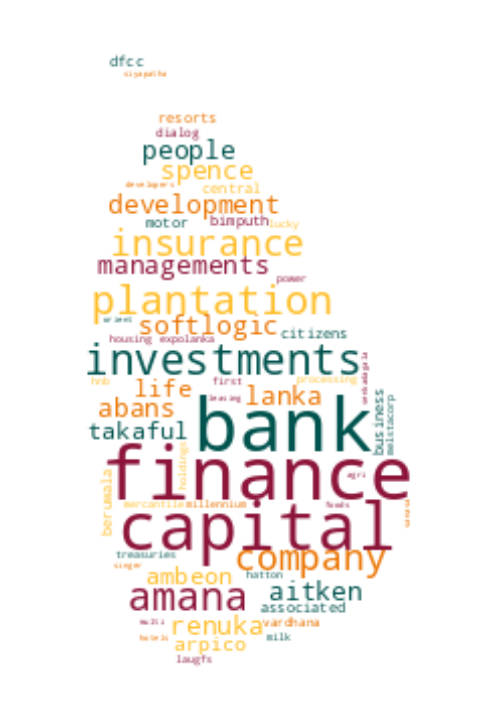 dfcc
siyapatha
resorts
dialog
people
spence
developers central
development
motor bimputh lucky
insurance
managements
power
plantation
orient softlogic citizens
housing expolanka
investments
hnb first processing
life leasing lanka
abans
takaful bank business melstacorp
finance
holdings agri
beruwala
mercantile millennium foods
capital
treasuries company
singer
ambeon hatton
amana aitken
associated
multi renuka vardhana
hotels arpico milk
laugfs